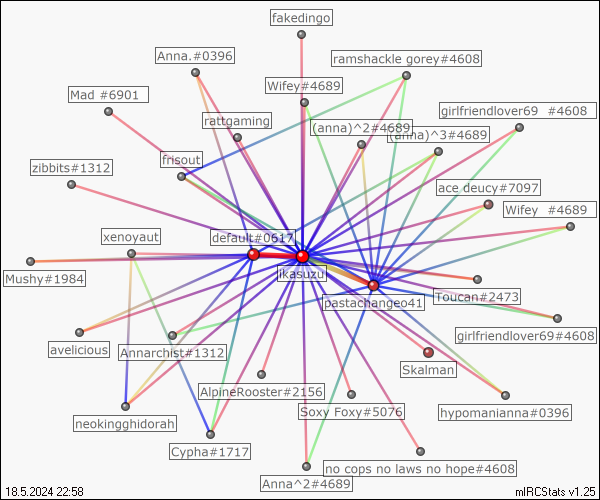 fakedingo
Anna.#0396
ramshackle gorey#4608
Wifey#4689
Mad #6901
girlfriendlover69 #4608
rattgaming
(anna)^2#4689
(anna)^3#4689
frisout
zibbits#1312
ace deucy#7097
Wifey #4689
xenoyaut
default#0617
ikasuzu
Mushy#1984
Toucan#2473
pastachangeo41
girlfriendlover69#4608
avelicious
Annarchist#1312
Skalman
AlpineRooster#2156
Soxy Foxy#5076
hypomanianna#0396
neokingghidorah
Cypha#1717
no cops no laws no hope#4608
Anna^2#4689
18.5.2024 22:58
mIRCStats v1.25